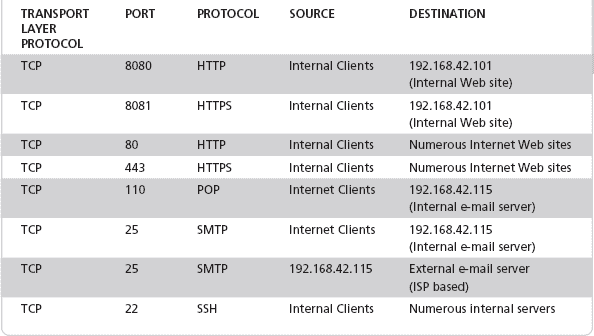 TRANSPORT LAYER PROTOCOL PORT PROTOCOL SOURCE DESTINATION
TCP 8080 HTTP Internal Clients 192.168.42.101
(Internal Web site)
TCP 8081 HTTPS Internal Clients 192.168.42.101
(Internal Web site)
TCP 80 HTTP Internal Clients Numerous Internet Web sites
TCP 443 HTTPS Internal Clients Numerous Internet Web sites
TCP 110 POP Internet Clients 192.168.42.115
(Internal e-mail server)
TCP 25 SMTP Internet Clients 192.168.42.115
(Internal e-mail server)
TCP 25 SMTP 192.168.42.115 External e-mail server
(ISP based)
TCP 22 SSH Internal Clients Numerous internal servers